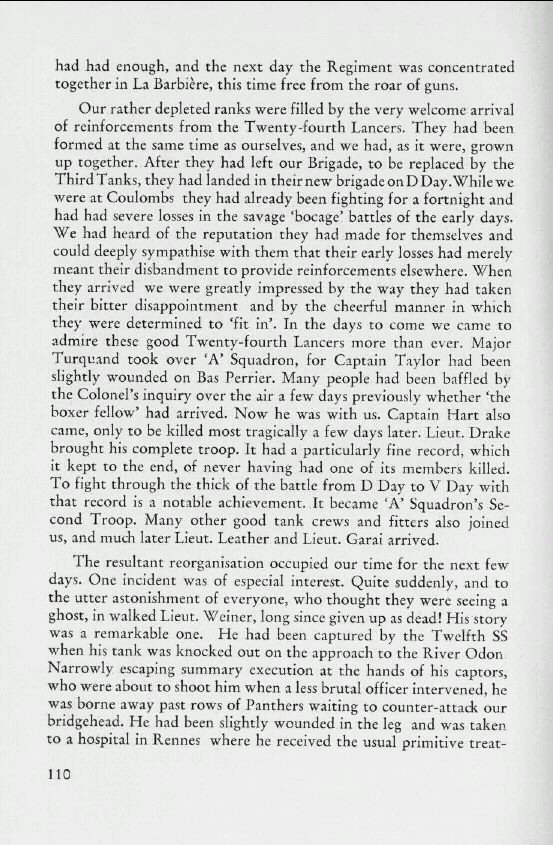 had had enough, and the next day the Regiment was concentrated
together in La Barbière, this time free from the roar of guns.
Our rather depleted ranks were filled by the very welcome arrival
of reinforcements from the Twenty-fourth Lancers. They had been
formed at the same time as ourselves, and we had, as it were, grown
up together. After they had left our Brigade, to be replaced by the
Third Tanks, they had landed in their new brigade on D Day. While we
were at Coulombs they had already been fighting for a fortnight and
had had severe losses in the savage ‘bocage’ battles of the early days.
We had heard of the reputation they had made for themselves and
could deeply sympathise with them that their early losses had merely
meant their disbandment to provide reinforcements elsewhere. When
they arrived we were greatly impressed by the way they had taken
their bitter disappointment and by the cheerful manner in which
they were determined to ‘fit in’. In the days to come we came to
admire these good Twenty-fourth Lancers more than ever. Major
Turquand took over ‘A’ Squadron, for Captain Taylor had been
slightly wounded on Bas Perrier. Many people had been baffled by
the Colonel’s inquiry over the air a few days previously whether ‘the
boxer fellow’ had arrived. Now he was with us. Captain Hart also
came, only to be killed most tragically a few days later. Lieut. Drake
brought his complete troop. It had a particularly fine record, which
it kept to the end, of never having had one of its members killed.
To fight through the thick of the battle from D Day to V Day with
that record is a notable achievement. It became ‘A’ Squadron’s Se-
cond Troop. Many other good tank crews and fitters also joined
us, and much later Lieut. Leather and Lieut. Garai arrived.
The resultant reorganisation occupied our time for the next few
days. One incident was of especial interest. Quite suddenly, and to
the utter astonishment of everyone, who thought they were seeing a
ghost, in walked Lieut. Weiner, long since given up as dead! His story
was a remarkable one. He had been captured by the Twelfth SS
when his tank was knocked out on the approach to the River Odon.
Narrowly escaping summary execution at the hands of his captors,
who were about to shoot him when a less brutal officer intervened, he
was borne away past rows of Panthers waiting to counter-attack our
bridgehead. He had been slightly wounded in the leg and was taken
to a hospital in Rennes where he received the usual primitive treat-
110